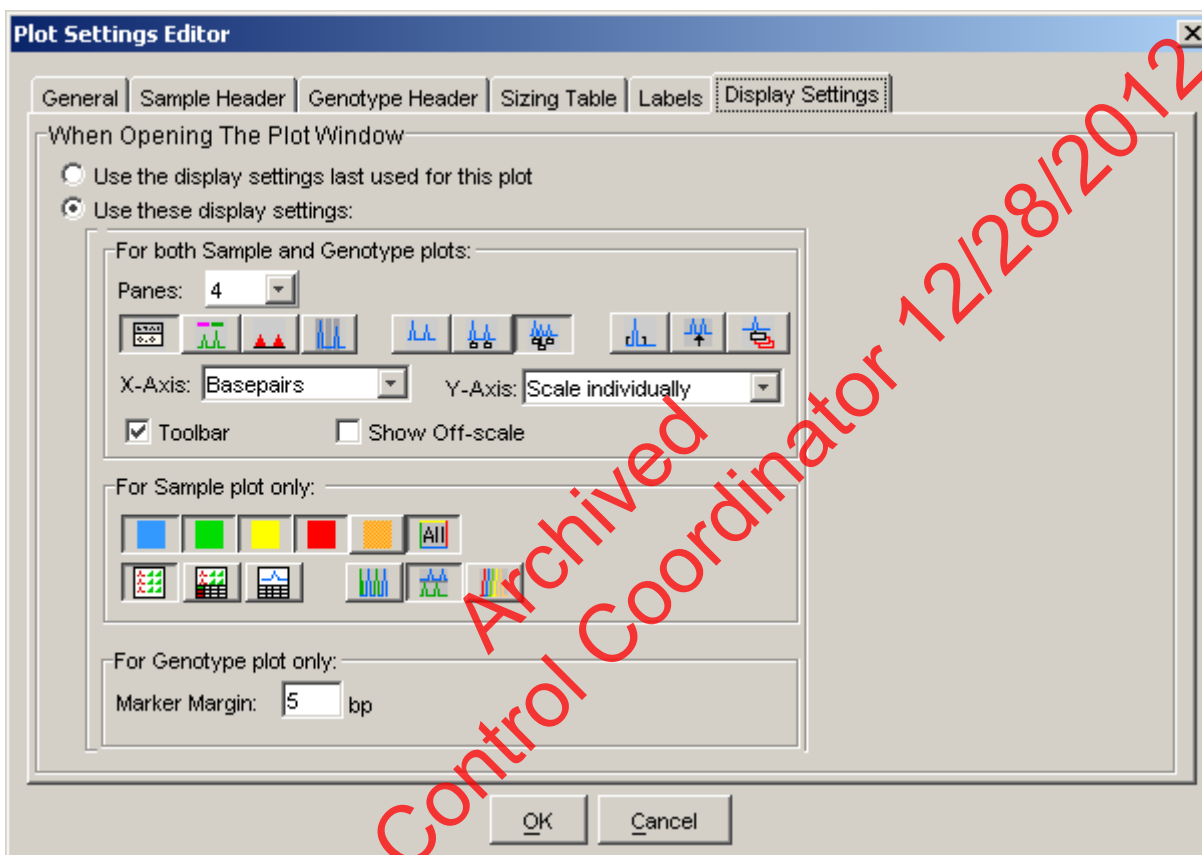 Plot Settings Editor
General Sample Header Genotype Header Sizing Table Labels Display Settings
When Opening The Plot Window
Use the display settings last used for this plot
Use these display settings:
For both Sample and Genotype plots:
Panes: 4
X-Axis: Basepairs Y-Axis: Scale individually
Toolbar Show Off-scale
For Sample plot only:
All
For Genotype plot only:
Marker Margin: 5 bp
OK Cancel
Archived
Control Coordinator 12/28/2012